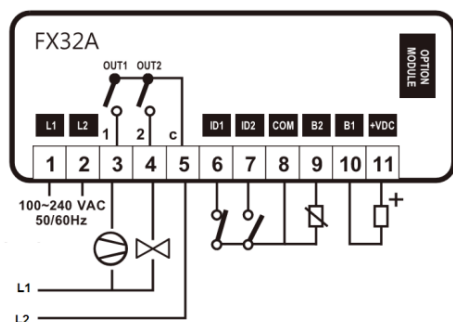 FX32A
OPTION MODULE
OUT1 OUT2
L1 L2 1 2 c ID1 ID2 COM B2 B1 +VDC
1 2 3 4 5 6 7 8 9 10 11
100~240 VAC
50/60Hz
+
L1
L2